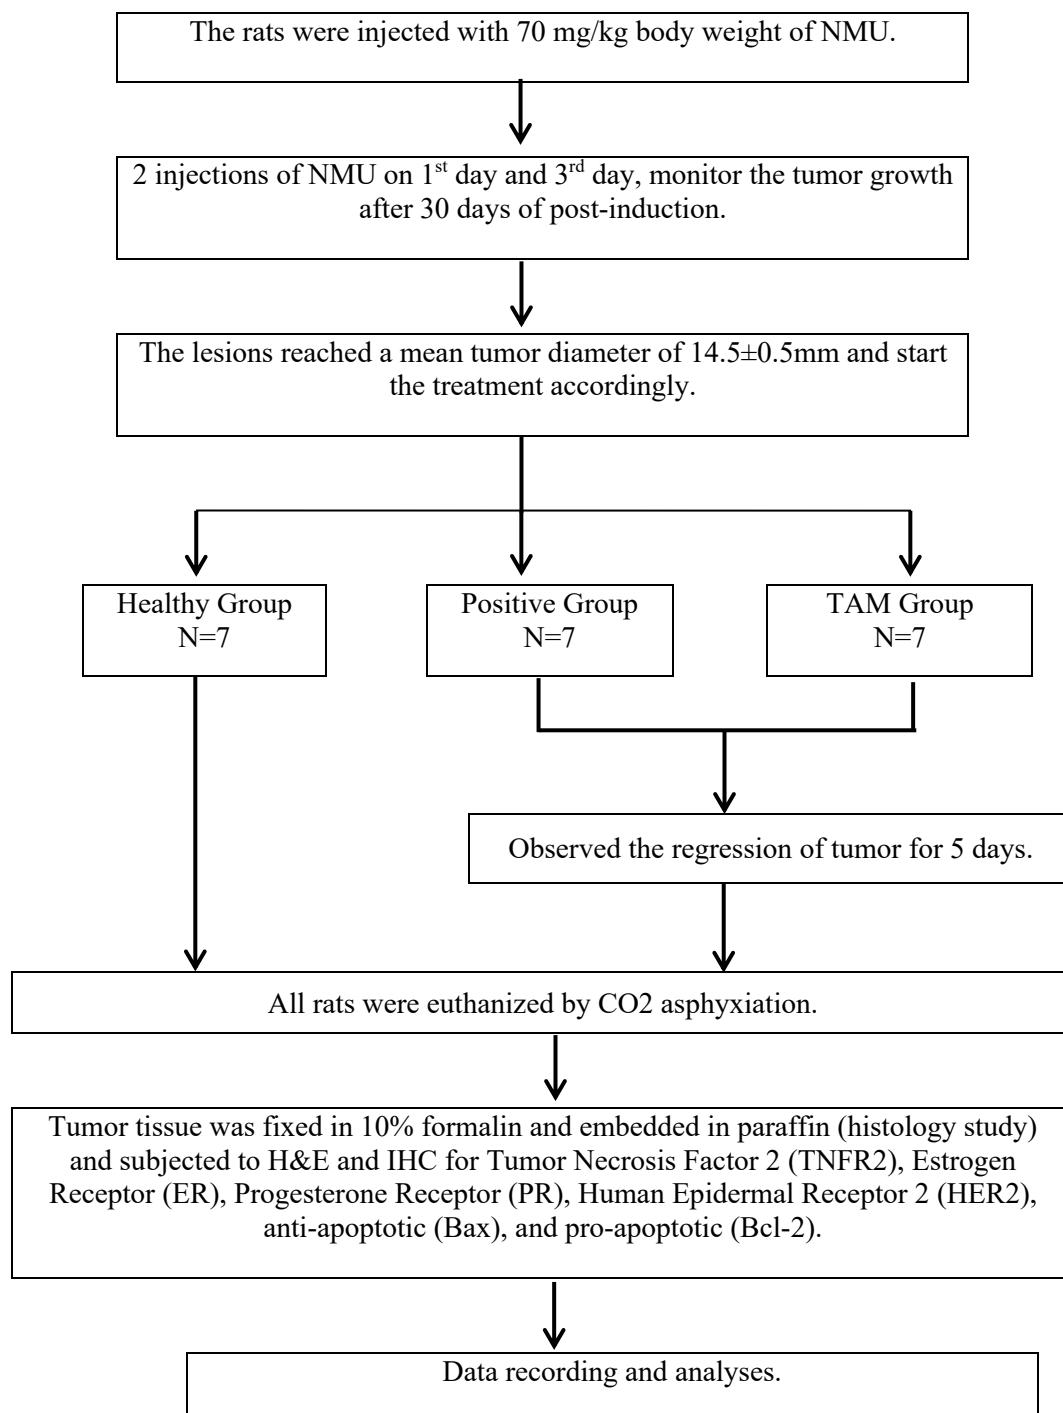 The rats were injected with 70 mg/kg body weight of NMU.
2 injections of NMU on 1st day and 3rd day, monitor the tumor growth
after 30 days of post-induction.
The lesions reached a mean tumor diameter of 14.5±0.5mm and start
the treatment accordingly.
Healthy Group
N=7
Positive Group
N=7
TAM Group
N=7
Observed the regression of tumor for 5 days.
All rats were euthanized by CO2 asphyxiation.
Tumor tissue was fixed in 10% formalin and embedded in paraffin (histology study)
and subjected to H&E and IHC for Tumor Necrosis Factor 2 (TNFR2), Estrogen
Receptor (ER), Progesterone Receptor (PR), Human Epidermal Receptor 2 (HER2),
anti-apoptotic (Bax), and pro-apoptotic (Bcl-2).
Data recording and analyses.